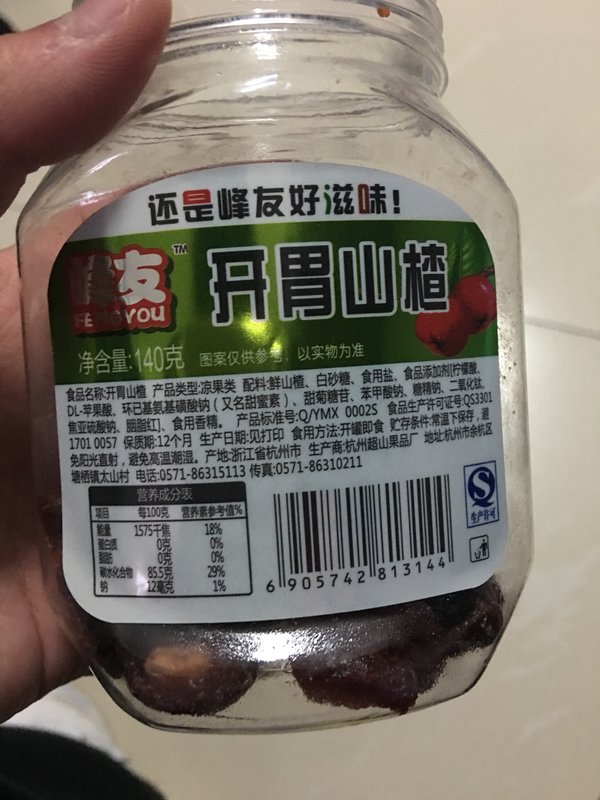 还是峰友好滋味!
峰友 TM
FENGYOU
开胃山楂
净含量:140克 图案仅供参考,以实物为准
食品名称:开胃山楂 产品类型:凉果类 配料:鲜山楂、白砂糖、食用盐、食品添加剂(柠檬酸、
DL-苹果酸、环已基氨基磺酸钠(又名甜蜜素)、甜菊糖苷、苯甲酸钠、糖精钠、二氧化钛、
焦亚硫酸钠、胭脂红)、食用香精。 产品标准号:Q/YMX 0002S 食品生产许可证号:QS3301
1701 0057 保质期:12个月 生产日期:见打印 食用方法:开罐即食 贮存条件:常温下保存,避
免阳光直射,避免高温潮湿。产地:浙江省杭州市 生产商:杭州超山果品厂 地址:杭州市余杭区
塘栖镇太山村 电话:0571-86315113 传真:0571-86310211
营养成分表
项目 每100克 营养素参考值%
能量 1575千焦 18%
蛋白质 0克 0%
脂肪 0克 0%
碳水化合物 85.5克 29%
钠 12毫克 1%
生产许可
6 905742 813144